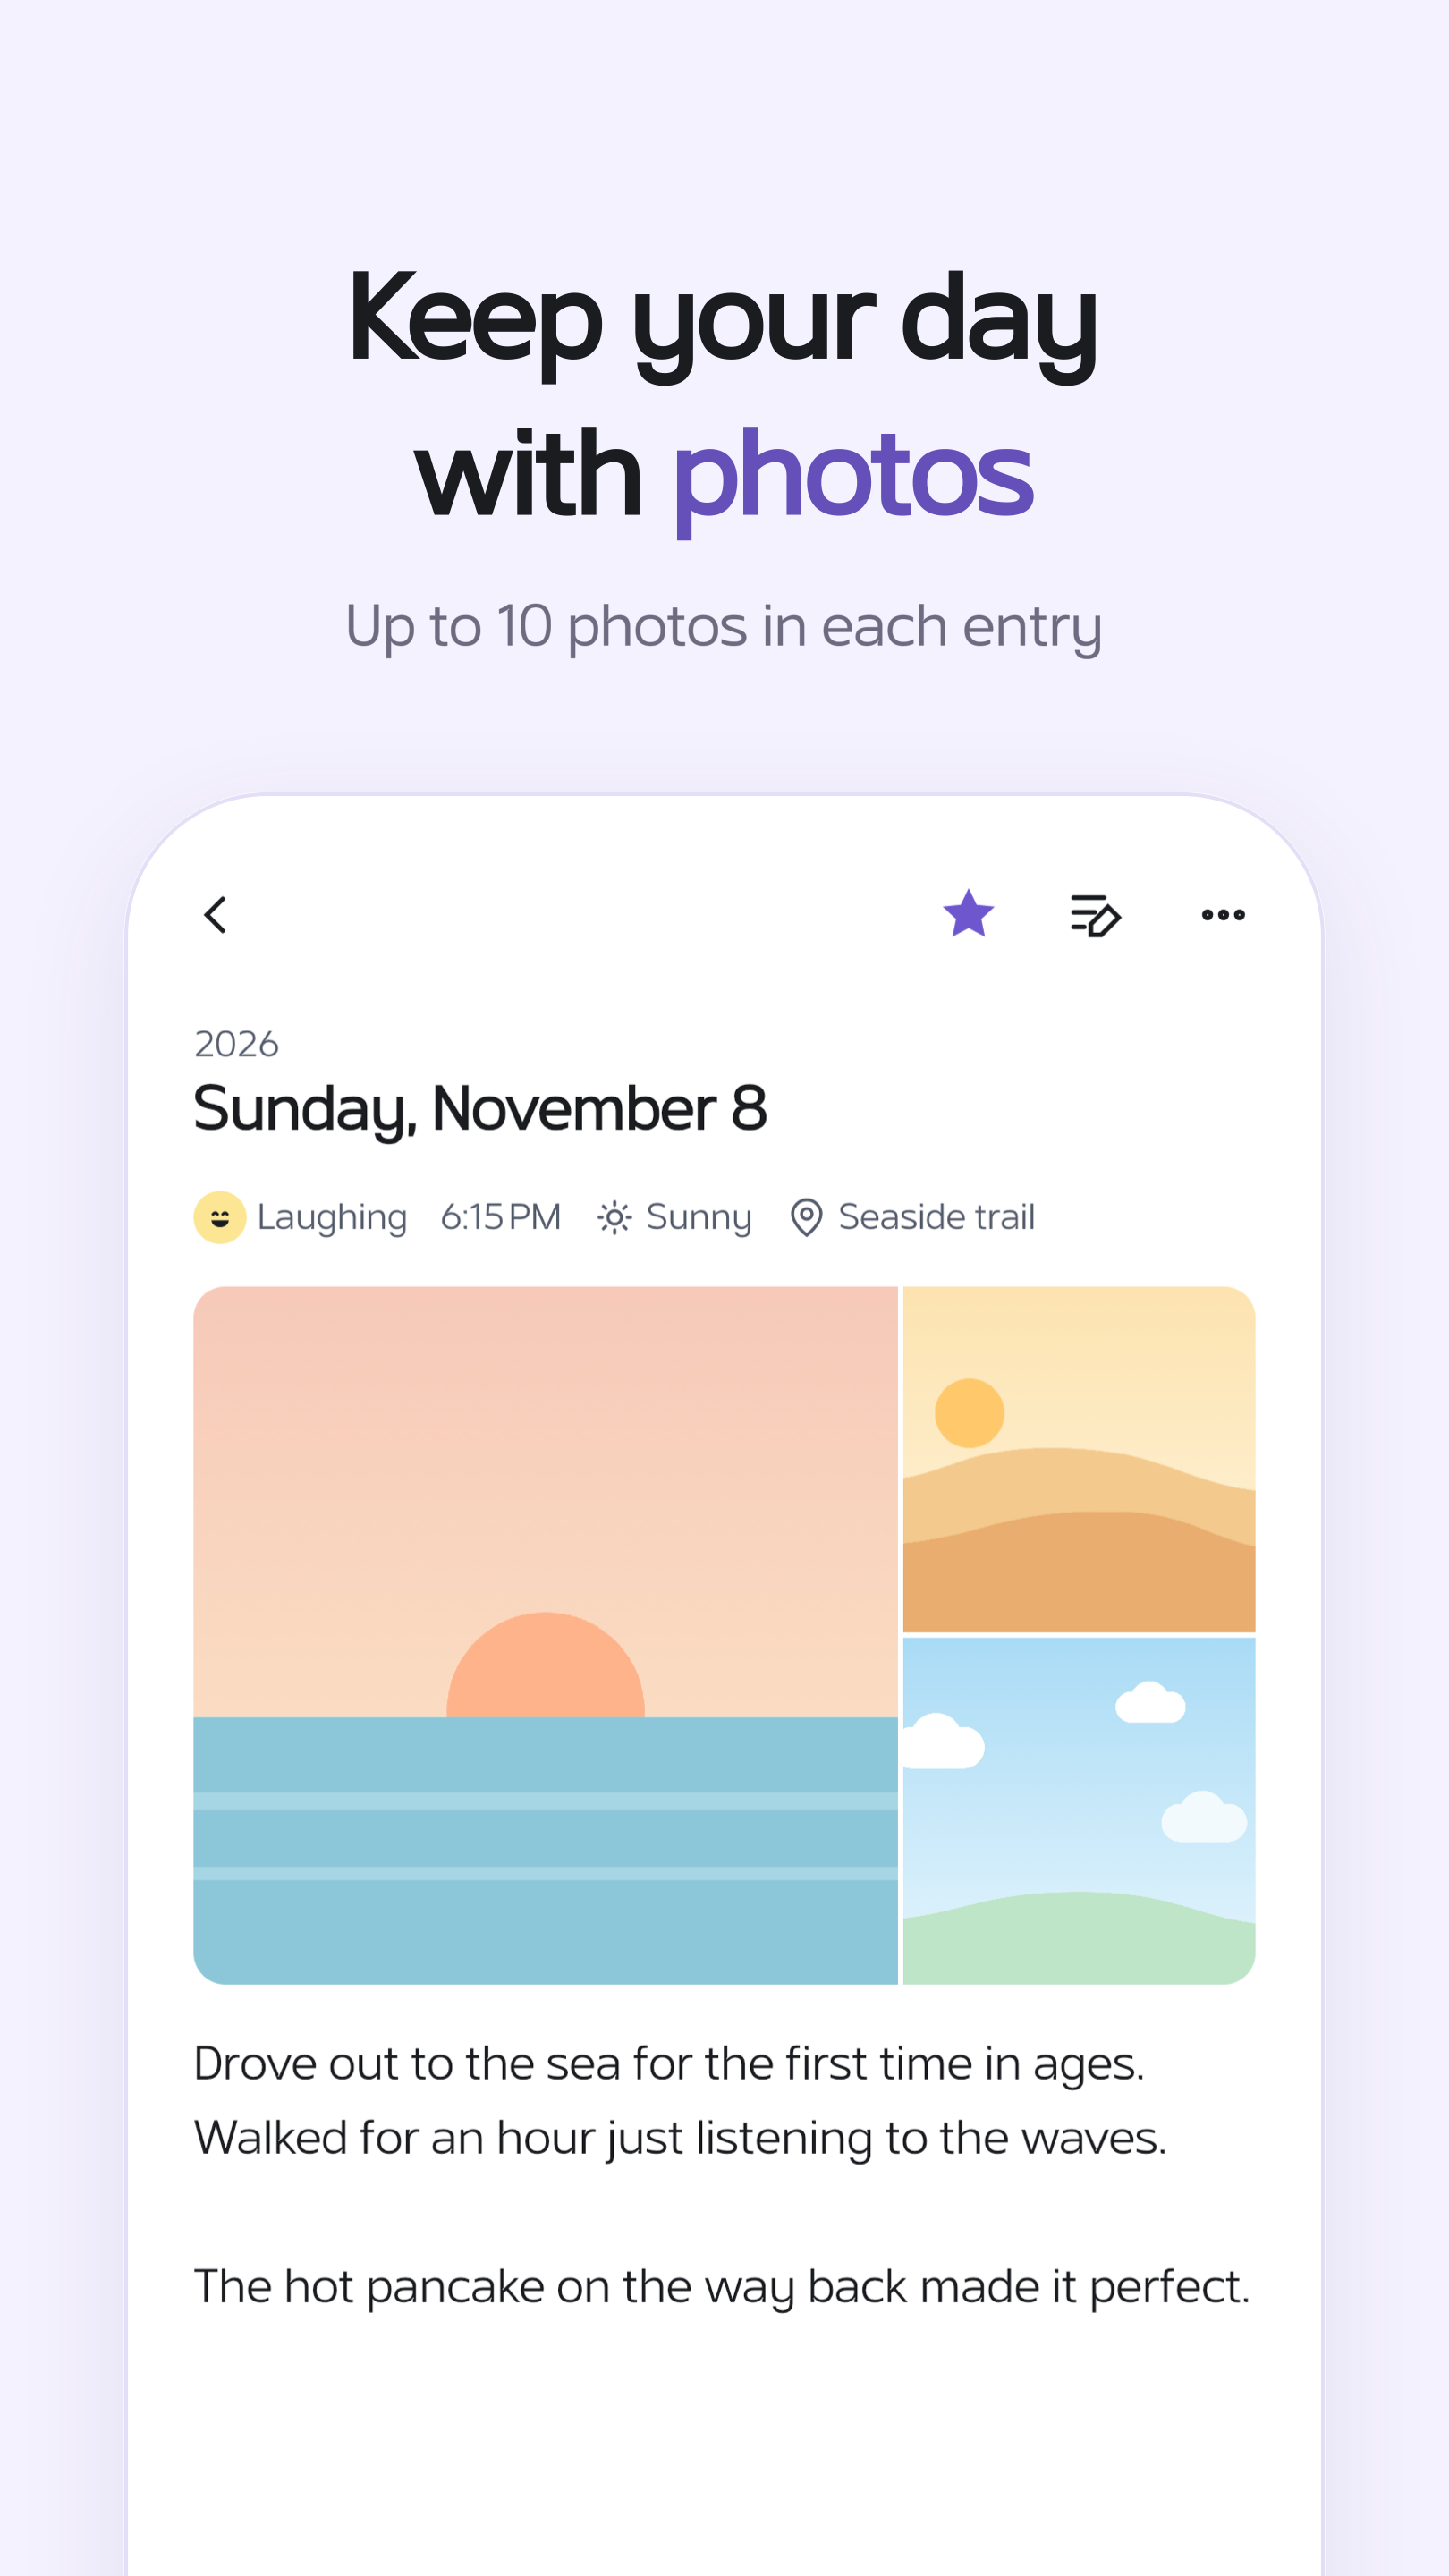 Keep your day
with photos
Up to 10 photos in each entry
2026
Sunday, November 8
Laughing 6:15 PM Sunny Seaside trail
Drove out to the sea for the first time in ages.
Walked for an hour just listening to the waves.
The hot pancake on the way back made it perfect.